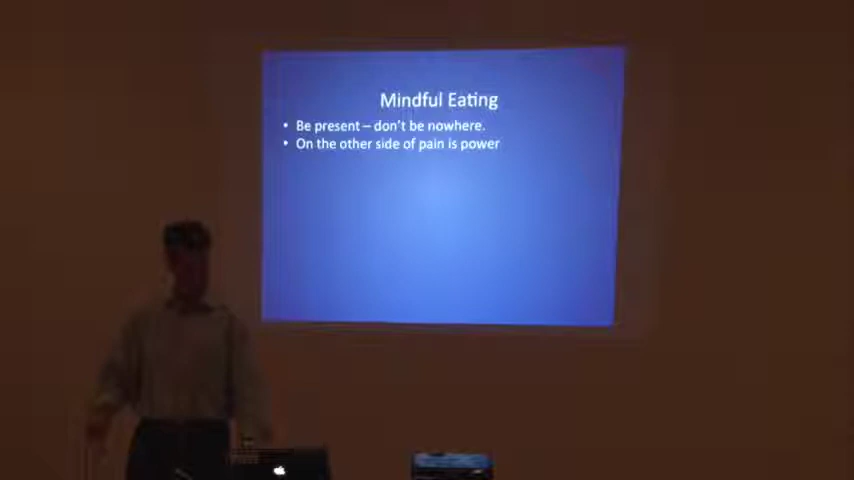 Mindful Eating
• Be present – don't be nowhere.
• On the other side of pain is power